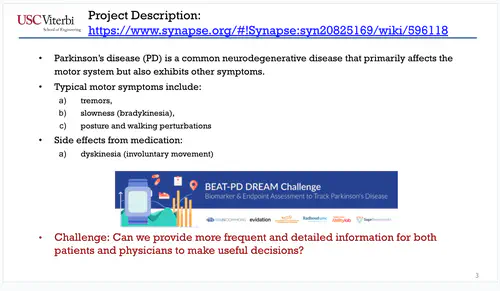 USC Viterbi
School of Engineering
Project Description:
https://www.synapse.org/#!Synapse:syn20825169/wiki/596118
• Parkinson's disease (PD) is a common neurodegenerative disease that primarily affects the
motor system but also exhibits other symptoms.
• Typical motor symptoms include:
a) tremors,
b) slowness (bradykinesia),
c) posture and walking perturbations
• Side effects from medication:
a) dyskinesia (involuntary movement)
BEAT-PD DREAM Challenge
Biomarker & Endpoint Assessment to Track Parkinson's Disease
evidation
• Challenge: Can we provide more frequent and detailed information for both
patients and physicians to make useful decisions?
3